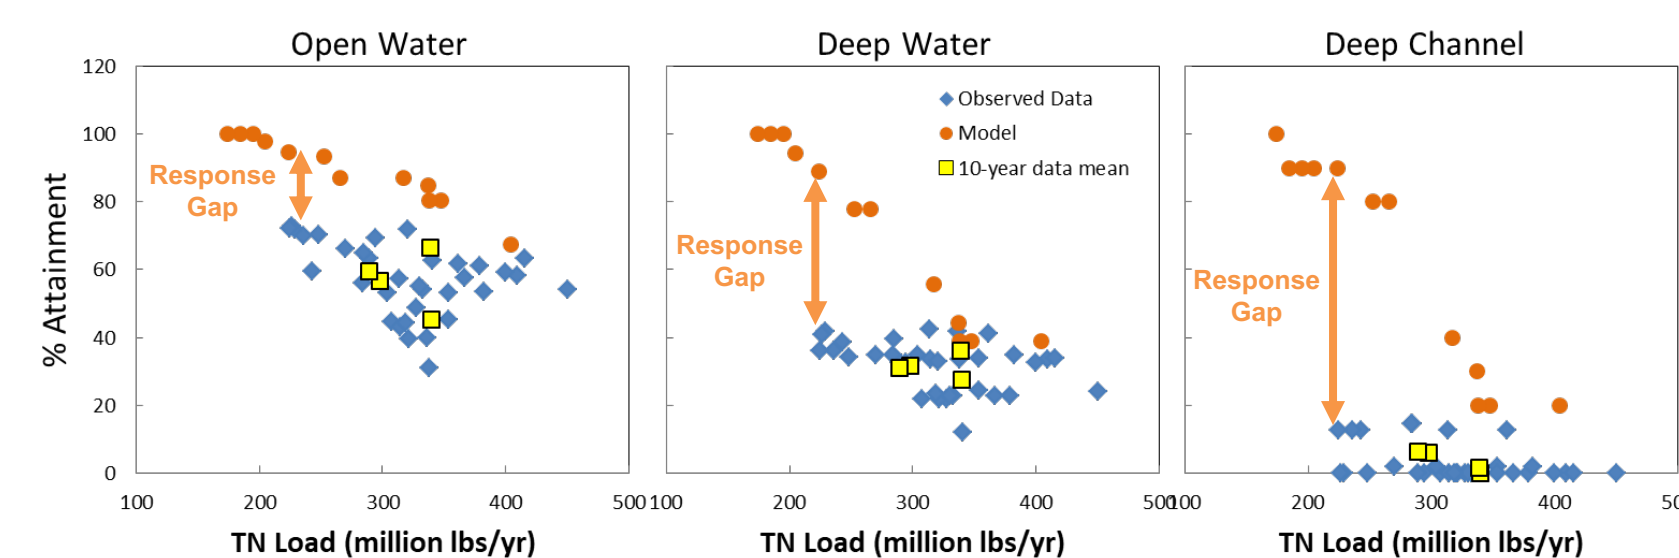 Open Water
Deep Water
Deep Channel
% Attainment
120
100
80
60
40
20
0
Response
Gap
Observed Data
Model
10-year data mean
Response
Gap
Response
Gap
100 200 300 400 500
100 200 300 400 500
100 200 300 400
TN Load (million lbs/yr)
TN Load (million lbs/yr)
TN Load (million lbs/yr)